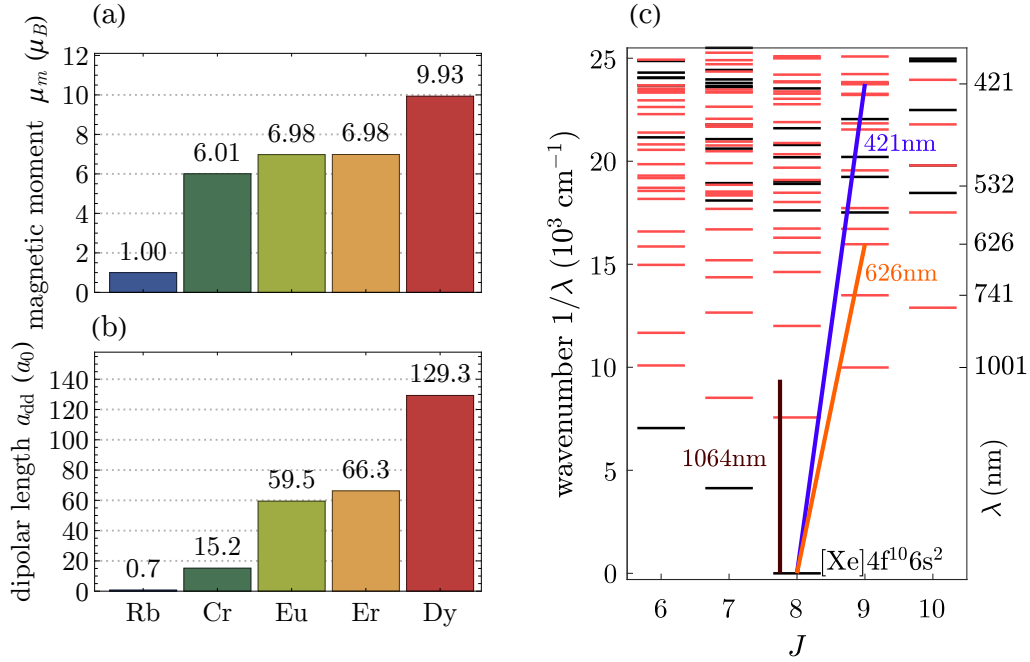 (a)
magnetic moment μm (μB)
12
10
8
6
4
2
0
1.00
6.01
6.98
6.98
9.93
(b)
dipolar length add (a0)
140
120
100
80
60
40
20
0
0.7
15.2
59.5
66.3
129.3
Rb Cr Eu Er Dy
(c)
wavenumber 1/λ (10³ cm⁻¹)
25
20
15
10
5
0
421nm
626nm
1064nm
[Xe]4f¹⁰6s²
6 7 8 9 10
J
421
532
626
741
1001
λ (nm)